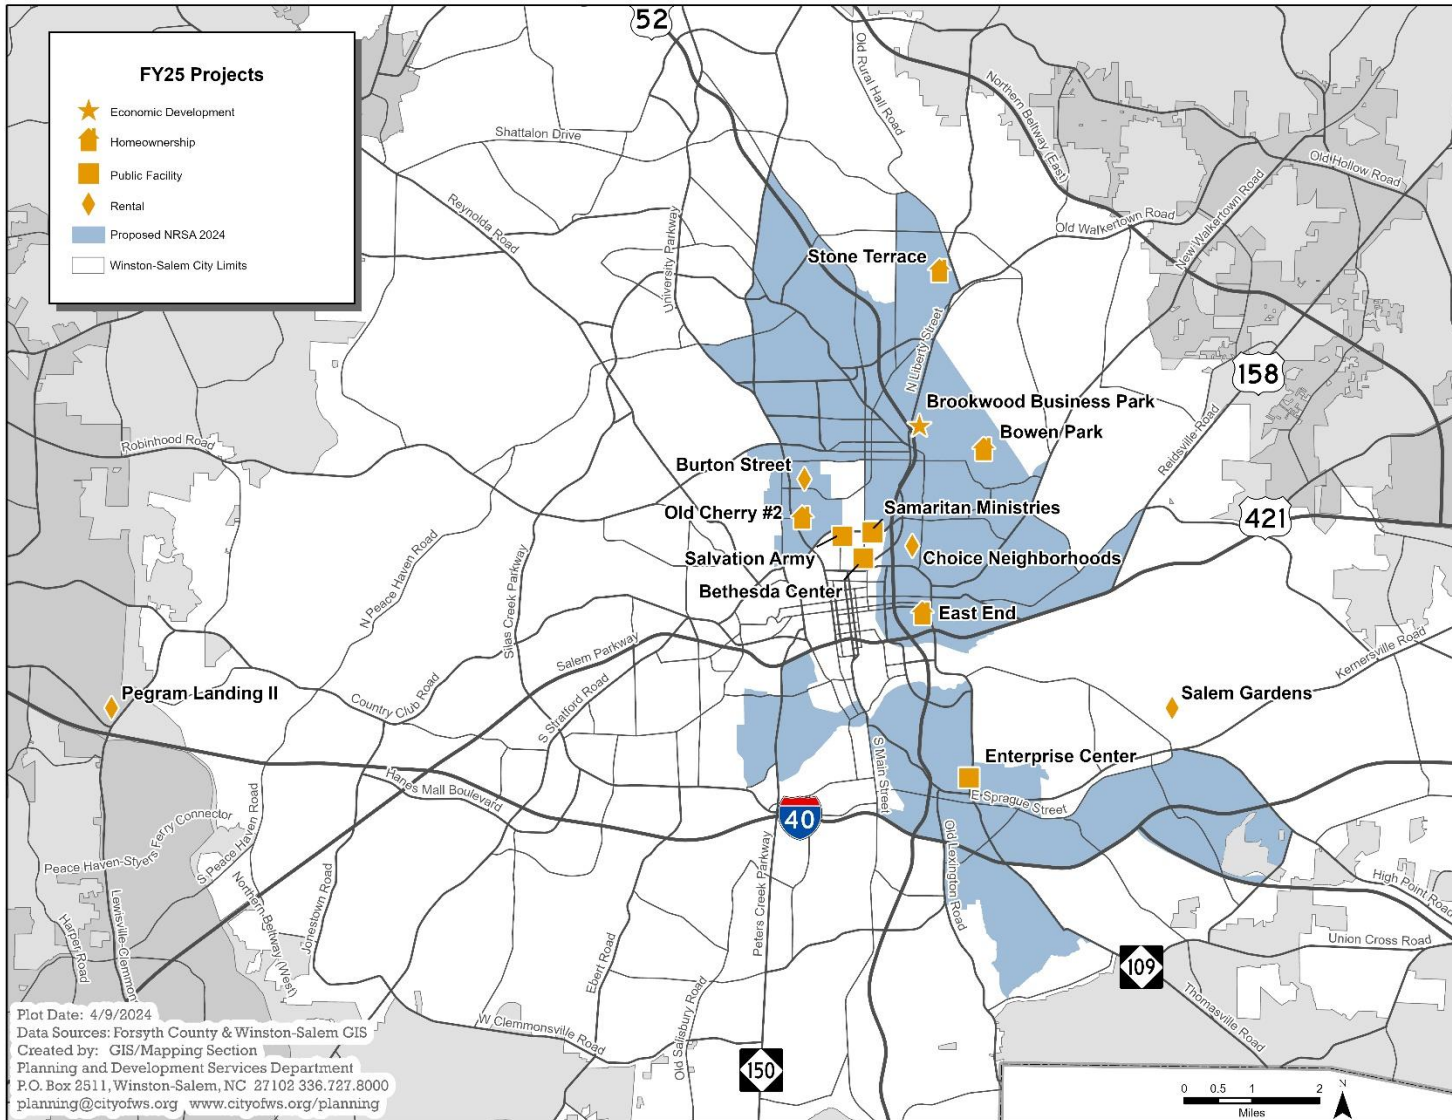 52
FY25 Projects
Economic Development
Homeownership
Public Facility
Rental
Proposed NRSA 2024
Winston-Salem City Limits
Old Rural Hall Road
Northern Beltway (East)
Shattalon Drive
Old Hollow Road
Reynolda Road
University Parkway
Old Walkertown Road
New Walkertown Road
Stone Terrace
N Liberty Street
158
Brookwood Business Park
Bowen Park
Robinhood Road
Reidsville Road
Burton Street
Old Cherry #2
Samaritan Ministries
421
Salvation Army
Choice Neighborhoods
Bethesda Center
N Peace Haven Road
Silas Creek Parkway
East End
Salem Parkway
Kernersville Road
Pegram Landing II
Country Club Road
S Stratford Road
Salem Gardens
S Main Street
Enterprise Center
Hanes Mall Boulevard
E Sprague Street
40
Peace Haven-Styers Ferry Connector
S Peace Haven Road
Old Lexington Road
High Point Road
Lewisville-Clemmon
Harper Road
Northern Beltway (West)
Jonestown Road
Ebert Road
Peters Creek Parkway
Union Cross Road
109
Thomasville Road
Old Salisbury Road
W Clemmonsville Road
150
Plot Date: 4/9/2024
Data Sources: Forsyth County & Winston-Salem GIS
Created by: GIS/Mapping Section
Planning and Development Services Department
P.O. Box 2511, Winston-Salem, NC 27102 336.727.8000
planning@cityofws.org www.cityofws.org/planning
0 0.5 1 2
Miles
N